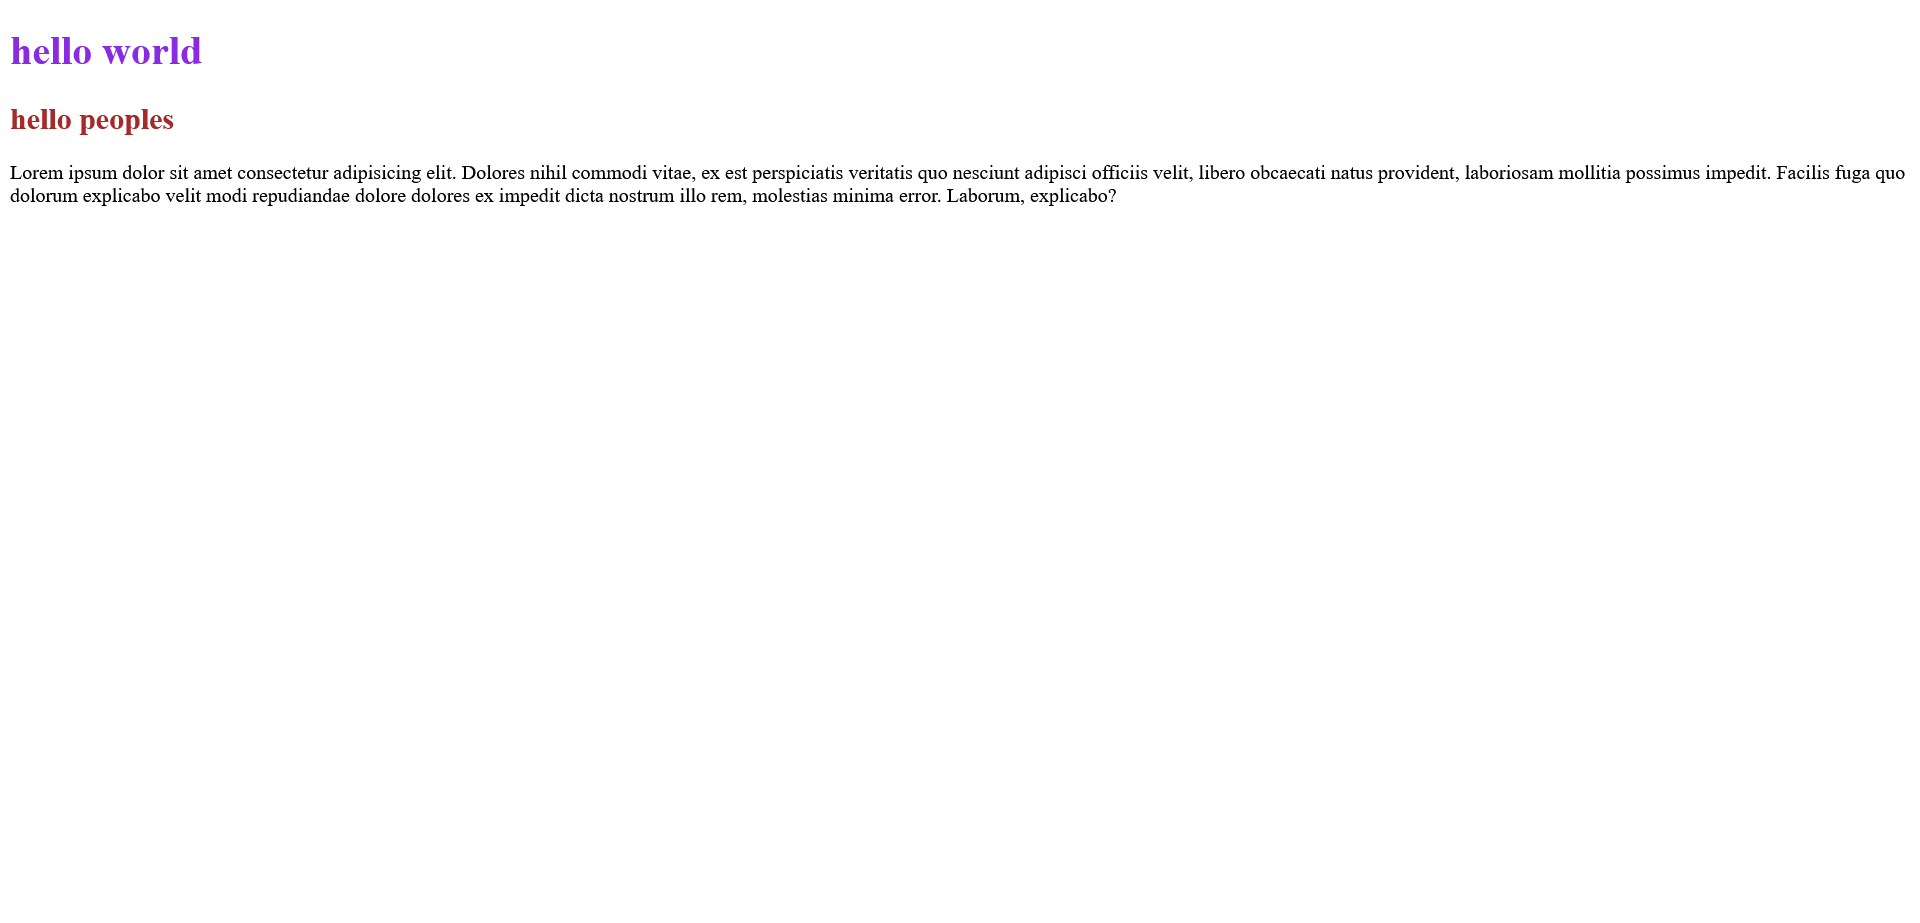 hello world
hello peoples
Lorem ipsum dolor sit amet consectetur adipisicing elit. Dolores nihil commodi vitae, ex est perspiciatis veritatis quo nesciunt adipisci officiis velit, libero obcaecati natus provident, laboriosam mollitia possimus impedit. Facilis fuga quo
dolorum explicabo velit modi repudiandae dolore dolores ex impedit dicta nostrum illo rem, molestias minima error. Laborum, explicabo?